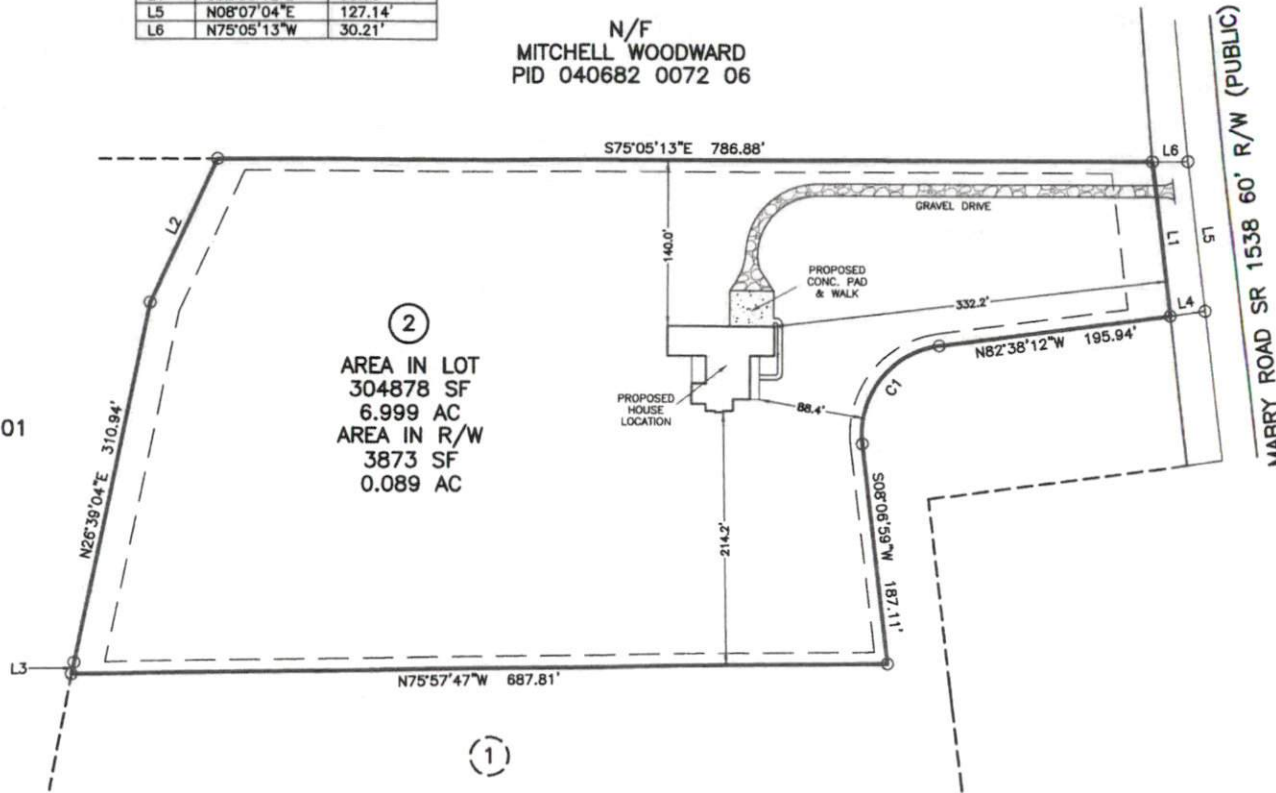 L5 N08°07'04"E 127.14'
L6 N75°05'13"W 30.21'
N/F
MITCHELL WOODWARD
PID 040682 0072 06
S75°05'13"E 786.88'
L6
L2
GRAVEL DRIVE
L1
L5
MABRY ROAD SR 1538 60' R/W (PUBLIC)
140.0'
PROPOSED
CONC. PAD
& WALK
332.2'
L4
N82°38'12"W 195.94'
C1
2
AREA IN LOT
304878 SF
6.999 AC
AREA IN R/W
3873 SF
0.089 AC
PROPOSED
HOUSE
LOCATION
88.4'
01
N26°39'04"E 310.94'
214.2'
S08°06'59"W 187.11'
L3
N75°57'47"W 687.81'
1